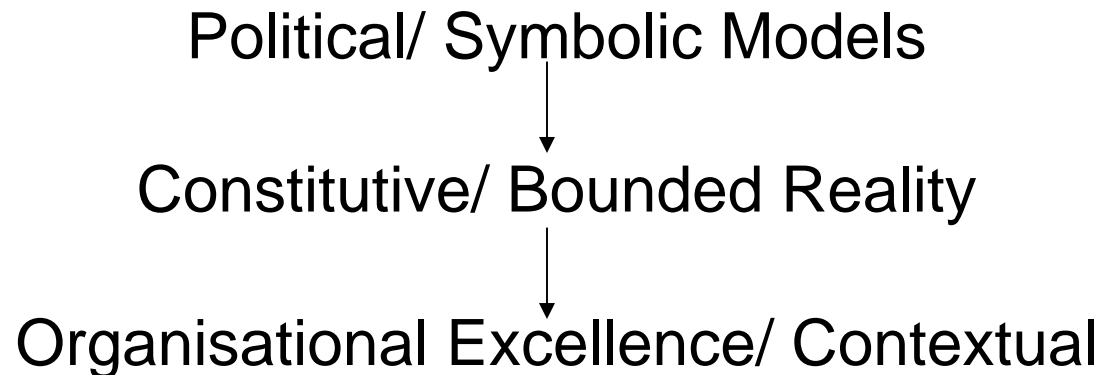 Political/ Symbolic Models
Constitutive/ Bounded Reality
Organisational Excellence/ Contextual